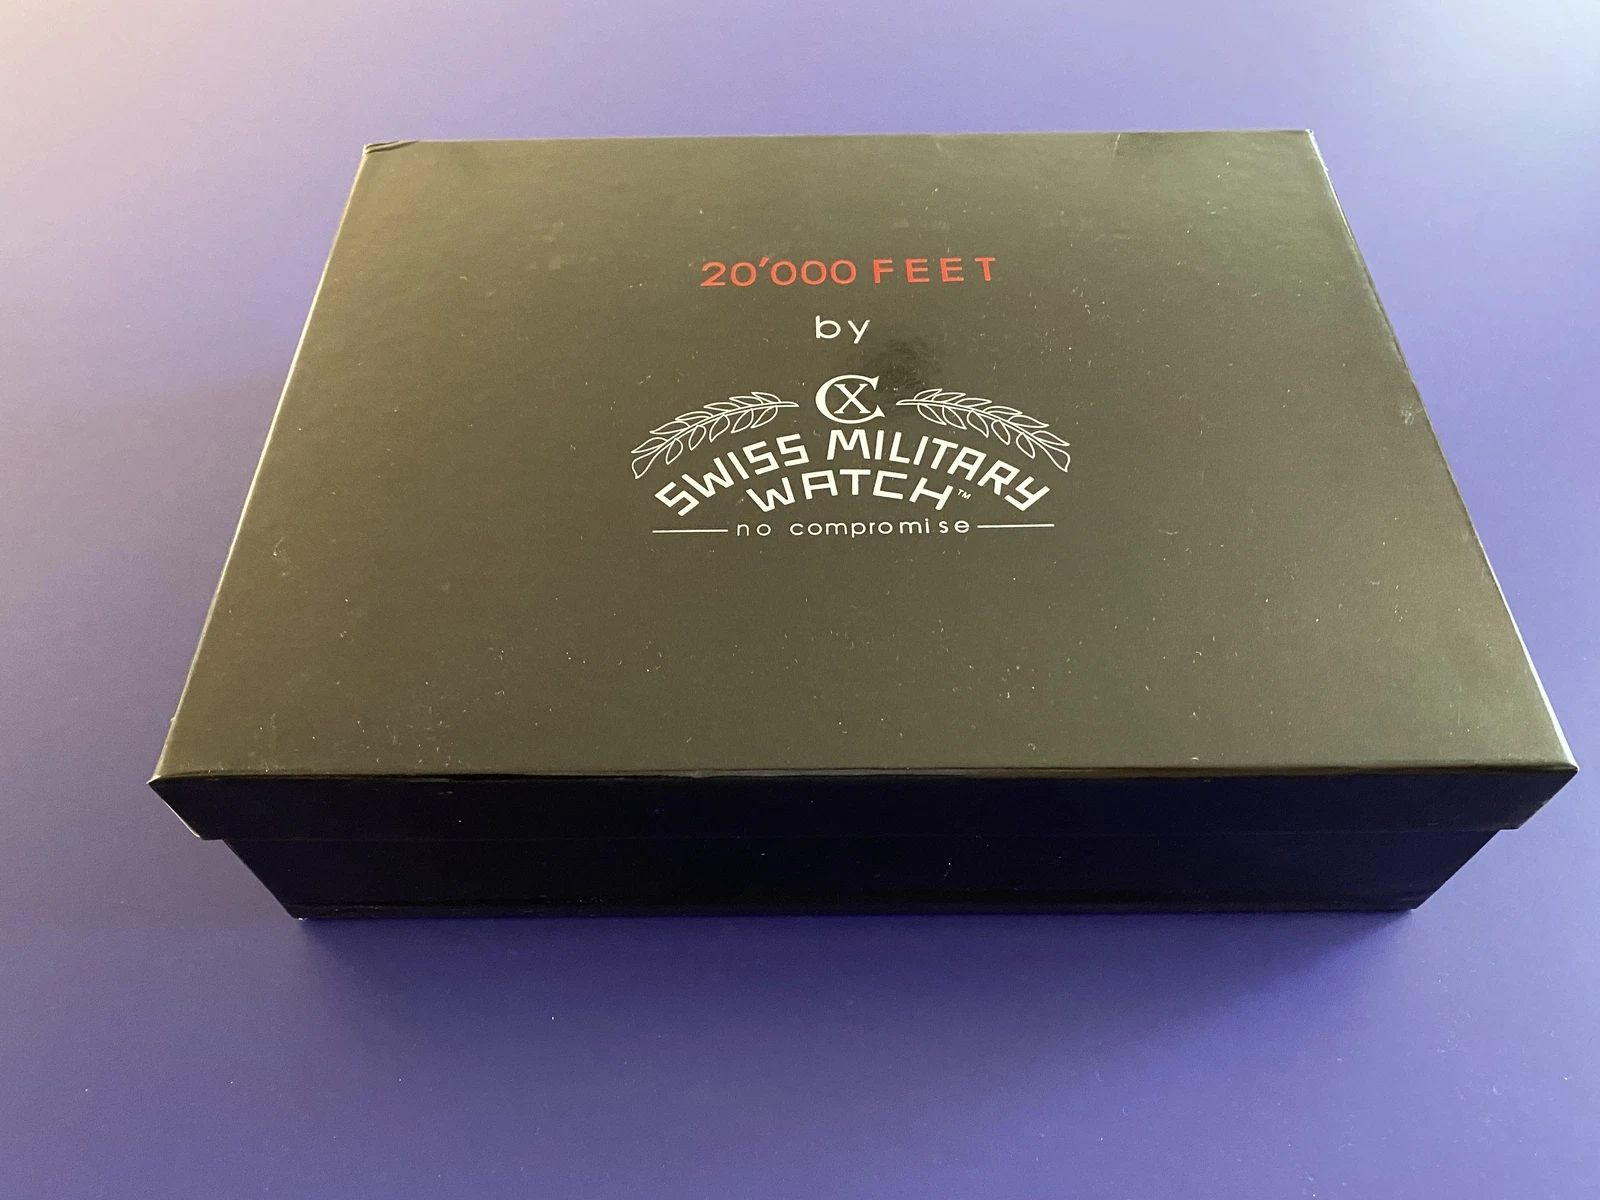 20'000 FEET
by
CX
SWISS MILITARY
WATCH™
no compromise